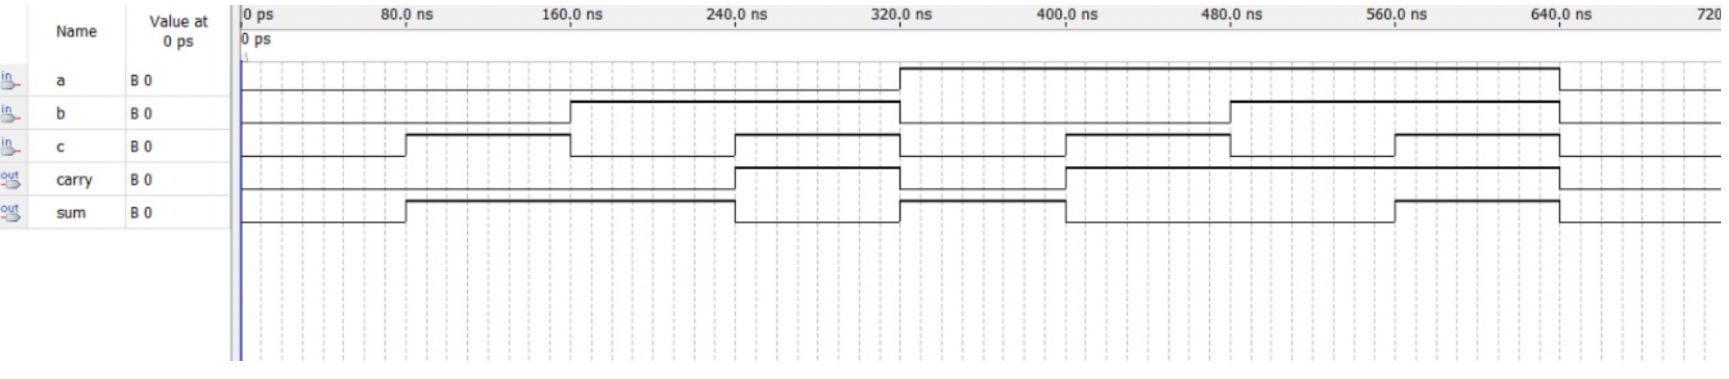 Name
Value at
0 ps
0 ps 80.0 ns 160.0 ns 240.0 ns 320.0 ns 400.0 ns 480.0 ns 560.0 ns 640.0 ns 720
0 ps
in a B 0
in b B 0
in c B 0
out carry B 0
out sum B 0